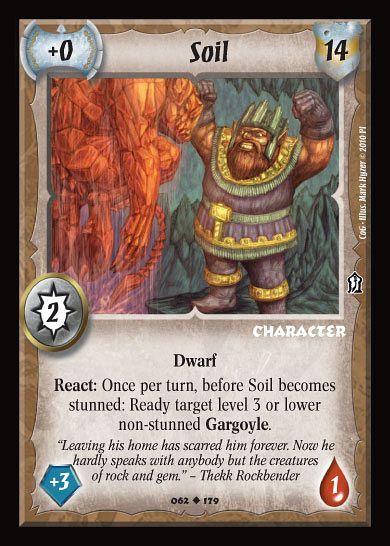 +0
Soil
14
CoG • Illus. Mark Hyzer © 2010 PI
2
CHARACTER
Dwarf
React: Once per turn, before Soil becomes
stunned: Ready target level 3 or lower
non-stunned Gargoyle.
“Leaving his home has scarred him forever. Now he
hardly speaks with anybody but the creatures
of rock and gem.” – Thekk Rockbender
+3
062 ◆ 179
1